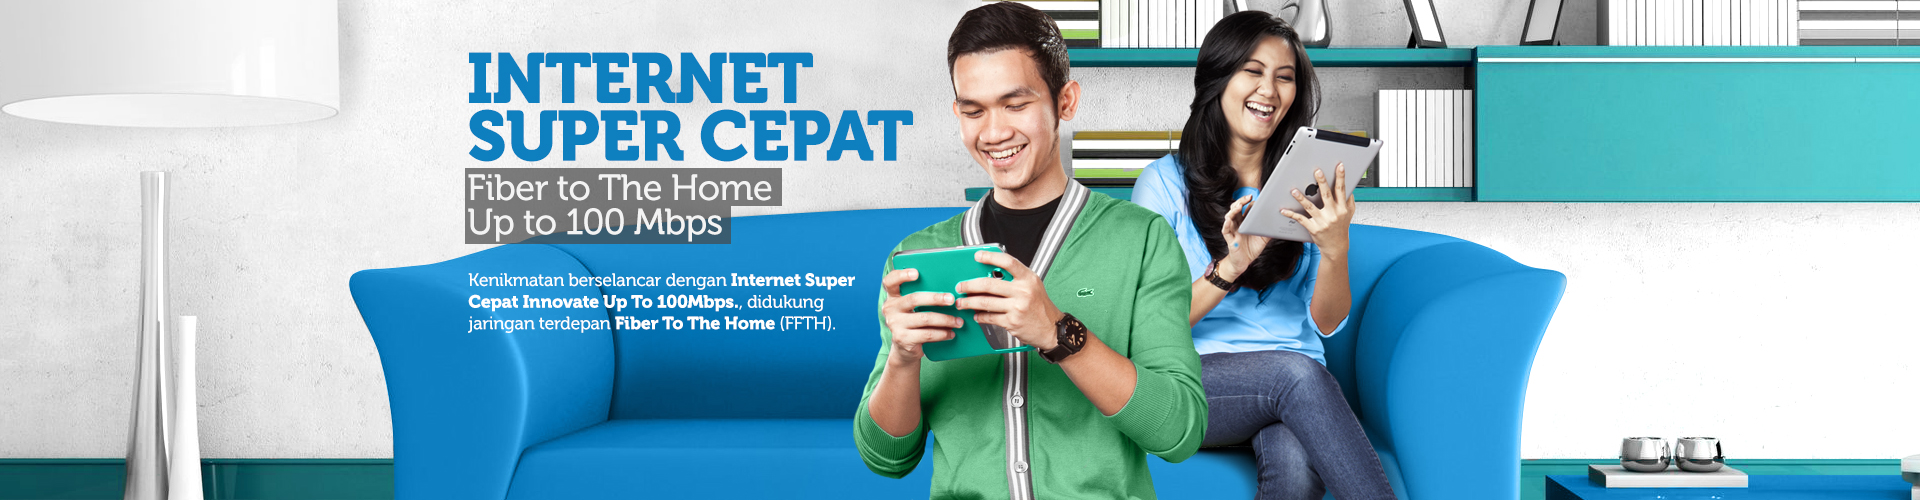 INTERNET
SUPER CEPAT
Fiber to The Home
Up to 100 Mbps
Kenikmatan berselancar dengan Internet Super
Cepat Innovate Up To 100Mbps., didukung
jaringan terdepan Fiber To The Home (FFTH).